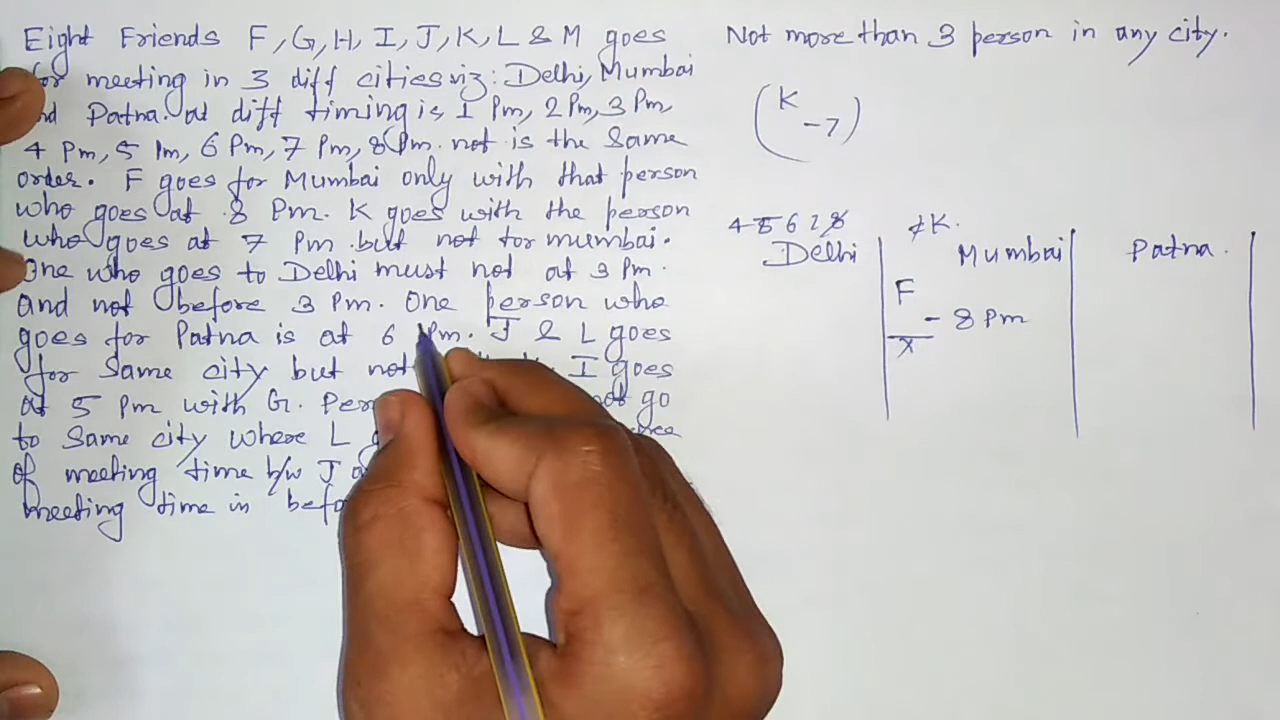 Eight Friends F, G, H, I, J, K, L & M goes
for meeting in 3 diff cities viz: Delhi, Mumbai
nd Patna at diff timing is 1 Pm, 2 Pm, 3 Pm,
4 Pm, 5 Pm, 6 Pm, 7 Pm, 8 Pm. not is the same
order. F goes for Mumbai only with that person
who goes at 8 Pm. K goes with the person
who goes at 7 Pm but not for mumbai.
One who goes to Delhi must not at 3 Pm.
and not before 3 Pm. One person who
goes for Patna is at 6 Pm. J & L goes
for same city but not I goes
at 5 Pm with G. Per not go
to same city where L
of meeting time b/w J
meeting time in befo
Not more than 3 person in any city.
(K -7)
4 5 6 7 8 ≠K.
Delhi Mumbai Patna.
F
- 8 Pm
x